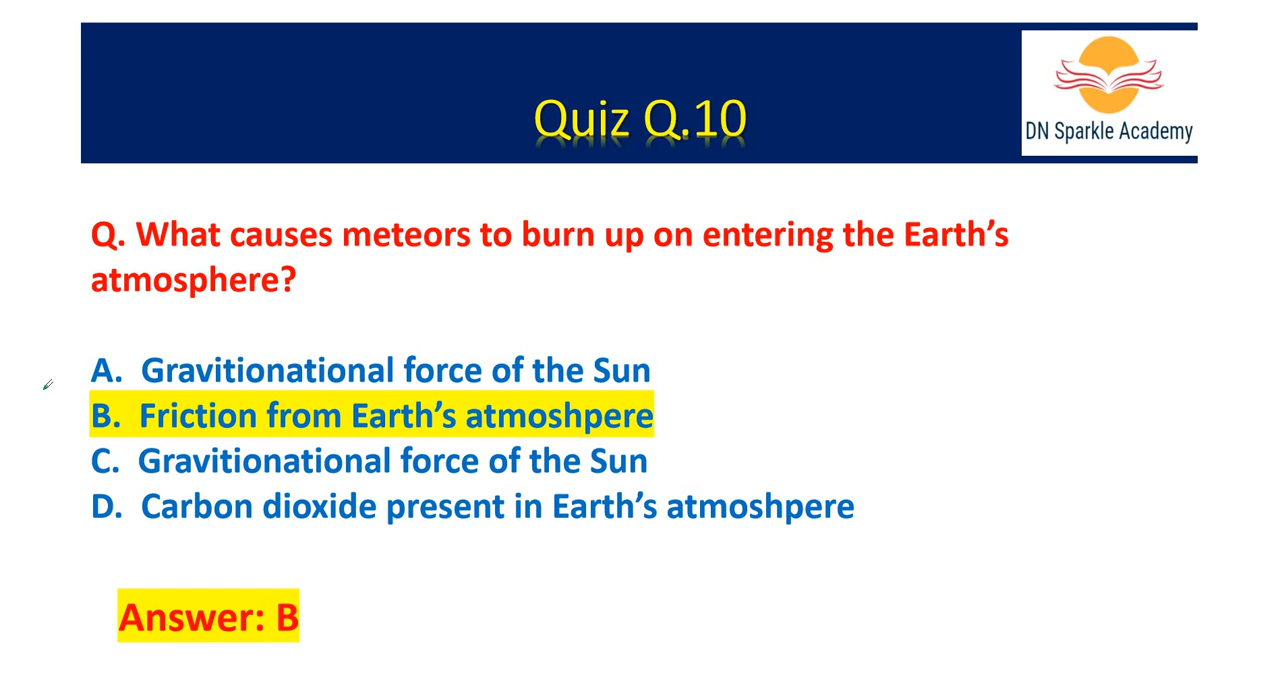 Quiz Q.10
DN Sparkle Academy
Q. What causes meteors to burn up on entering the Earth’s
atmosphere?
A. Gravitionational force of the Sun
B. Friction from Earth’s atmoshpere
C. Gravitionational force of the Sun
D. Carbon dioxide present in Earth’s atmoshpere
Answer: B